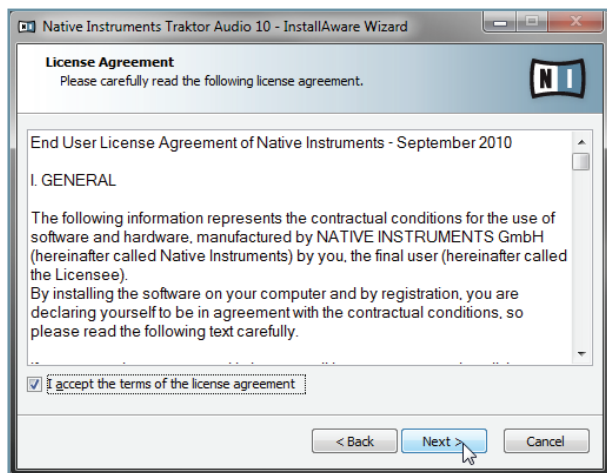 Native Instruments Traktor Audio 10 - InstallAware Wizard
License Agreement
Please carefully read the following license agreement.
N I
End User License Agreement of Native Instruments - September 2010
I. GENERAL
The following information represents the contractual conditions for the use of
software and hardware, manufactured by NATIVE INSTRUMENTS GmbH
(hereinafter called Native Instruments) by you, the final user (hereinafter called
the Licensee).
By installing the software on your computer and by registration, you are
declaring yourself to be in agreement with the contractual conditions, so
please read the following text carefully.
I accept the terms of the license agreement
< Back Next > Cancel